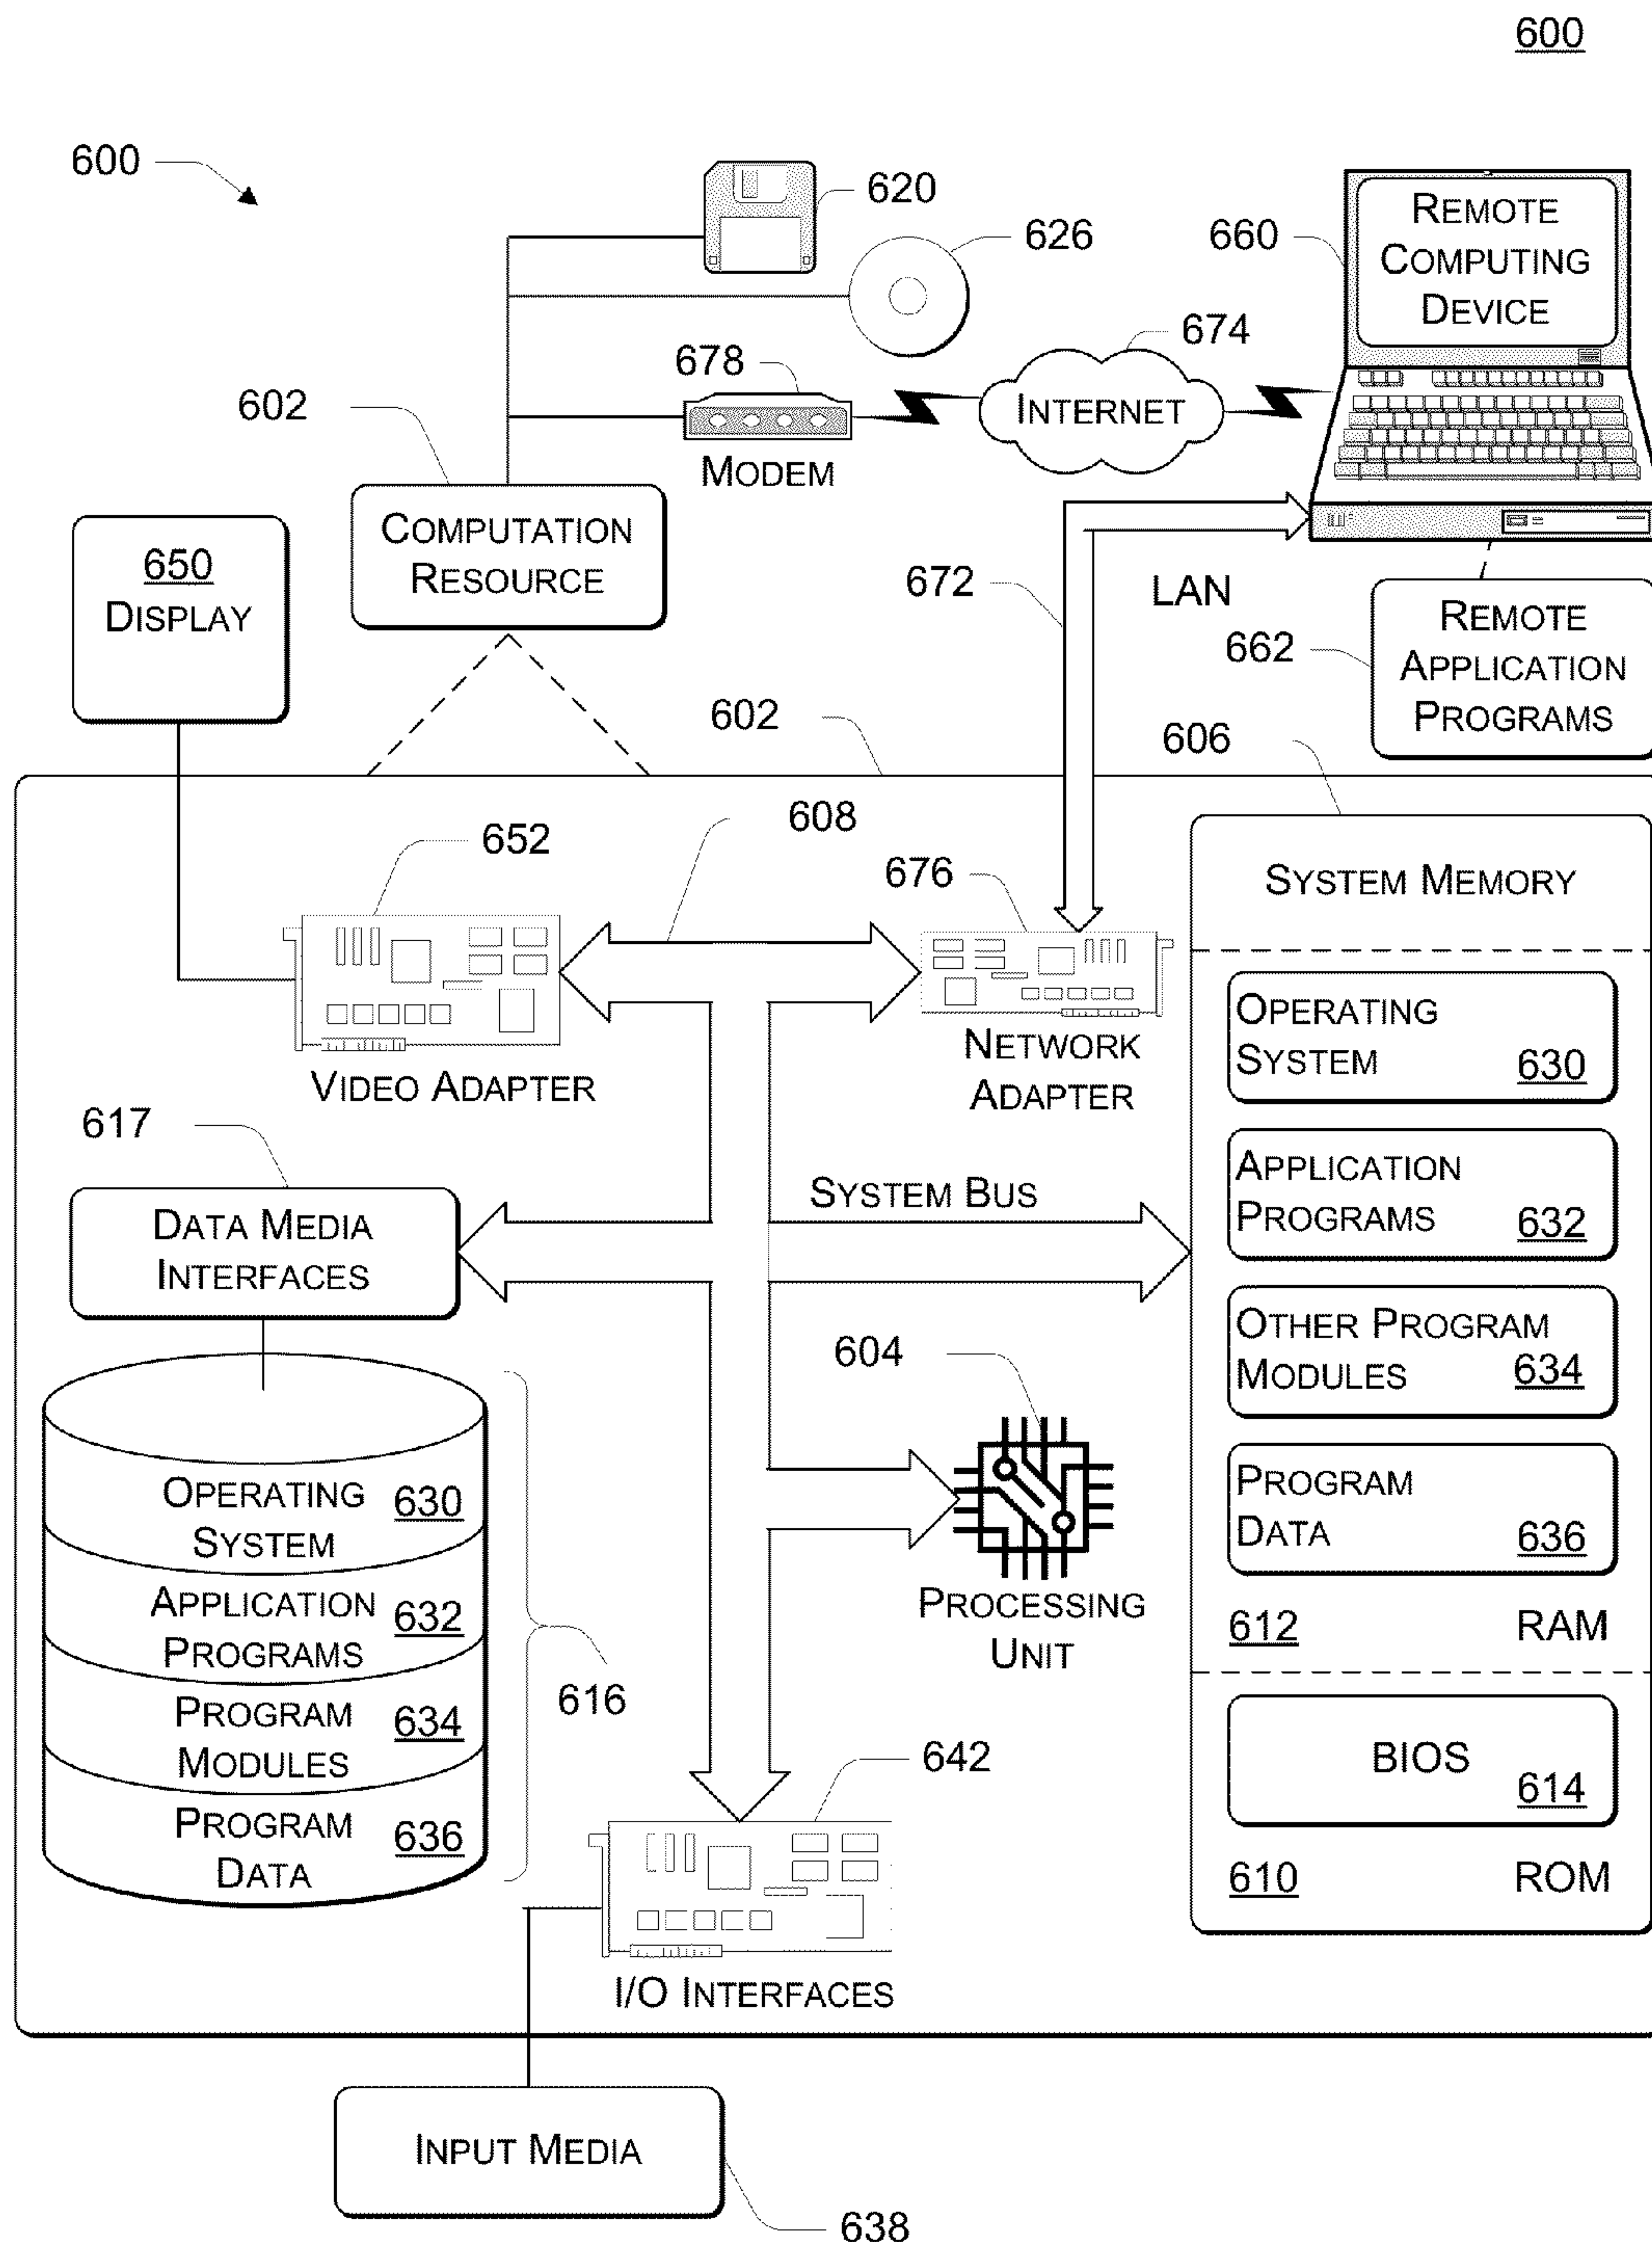 600
600
620
626
660
REMOTE
COMPUTING
DEVICE
674
678
INTERNET
602
MODEM
COMPUTATION
RESOURCE
650
DISPLAY
672
LAN
662
REMOTE
APPLICATION
PROGRAMS
602
606
608
652
676
SYSTEM MEMORY
VIDEO ADAPTER
NETWORK
ADAPTER
OPERATING
SYSTEM 630
617
APPLICATION
PROGRAMS 632
SYSTEM BUS
DATA MEDIA
INTERFACES
OTHER PROGRAM
MODULES 634
604
PROGRAM
DATA 636
OPERATING 630
SYSTEM
APPLICATION 632
PROGRAMS
PROGRAM 634
MODULES
PROGRAM 636
DATA
616
PROCESSING
UNIT
612 RAM
642
BIOS
614
610 ROM
I/O INTERFACES
INPUT MEDIA
638